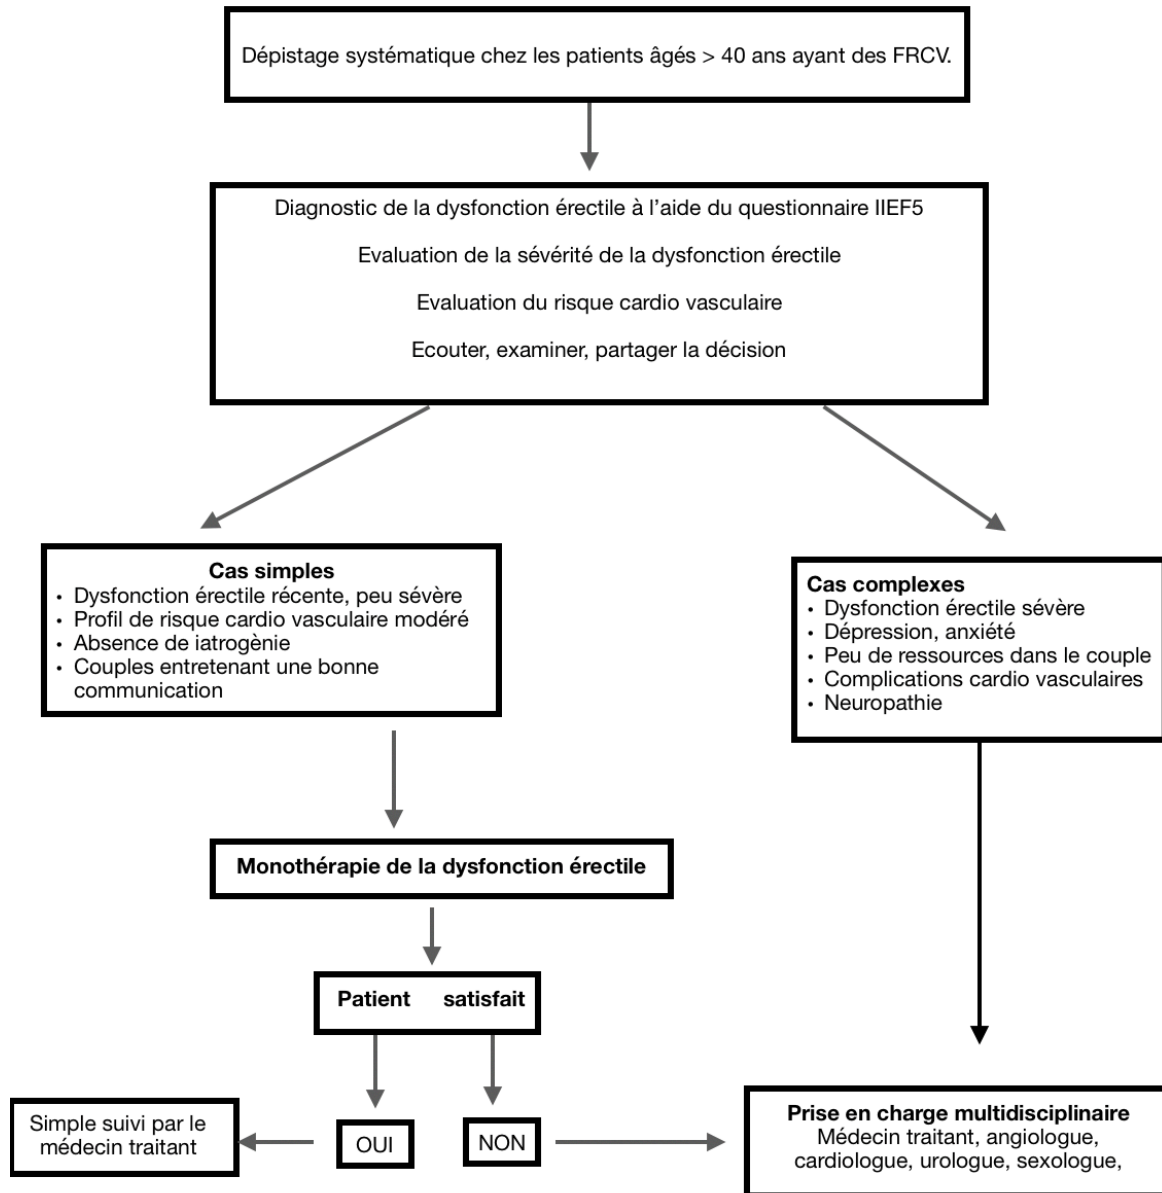 Dépistage systématique chez les patients âgés > 40 ans ayant des FRCV.
Diagnostic de la dysfonction érectile à l’aide du questionnaire IIEF5
Evaluation de la sévérité de la dysfonction érectile
Evaluation du risque cardio vasculaire
Ecouter, examiner, partager la décision
Cas simples
• Dysfonction érectile récente, peu sévère
• Profil de risque cardio vasculaire modéré
• Absence de iatrogènie
• Couples entretenant une bonne
communication
Cas complexes
• Dysfonction érectile sévère
• Dépression, anxiété
• Peu de ressources dans le couple
• Complications cardio vasculaires
• Neuropathie
Monothérapie de la dysfonction érectile
Patient satisfait
OUI
NON
Simple suivi par le
médecin traitant
Prise en charge multidisciplinaire
Médecin traitant, angiologue,
cardiologue, urologue, sexologue,